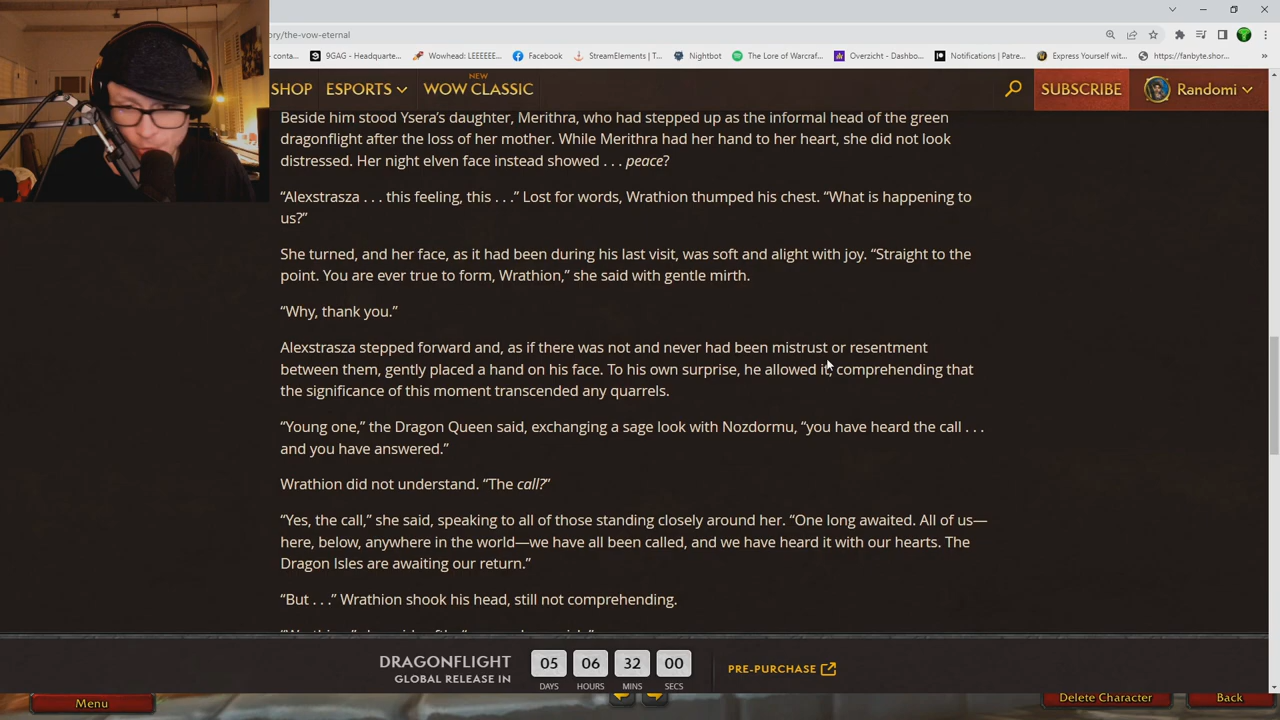 ory/the-vow-eternal
conta...
9GAG - Headquarte...
Wowhead: LEEEEEE...
Facebook
StreamElements | T...
Nightbot
The Lore of Warcraf...
Overzicht - Dashbo...
Notifications | Patre...
Express Yourself wit...
https://fanbyte.shor...
SHOP
ESPORTS
NEW
WOW CLASSIC
SUBSCRIBE
Randomi
Beside him stood Ysera’s daughter, Merithra, who had stepped up as the informal head of the green
dragonflight after the loss of her mother. While Merithra had her hand to her heart, she did not look
distressed. Her night elven face instead showed . . . peace?
“Alexstrasza . . . this feeling, this . . .” Lost for words, Wrathion thumped his chest. “What is happening to
us?”
She turned, and her face, as it had been during his last visit, was soft and alight with joy. “Straight to the
point. You are ever true to form, Wrathion,” she said with gentle mirth.
“Why, thank you.”
Alexstrasza stepped forward and, as if there was not and never had been mistrust or resentment
between them, gently placed a hand on his face. To his own surprise, he allowed it, comprehending that
the significance of this moment transcended any quarrels.
“Young one,” the Dragon Queen said, exchanging a sage look with Nozdormu, “you have heard the call . . .
and you have answered.”
Wrathion did not understand. “The call?”
“Yes, the call,” she said, speaking to all of those standing closely around her. “One long awaited. All of us—
here, below, anywhere in the world—we have all been called, and we have heard it with our hearts. The
Dragon Isles are awaiting our return.”
“But . . .” Wrathion shook his head, still not comprehending.
DRAGONFLIGHT
GLOBAL RELEASE IN
05 06 32 00
DAYS HOURS MINS SECS
PRE-PURCHASE
Menu
Delete Character
Back